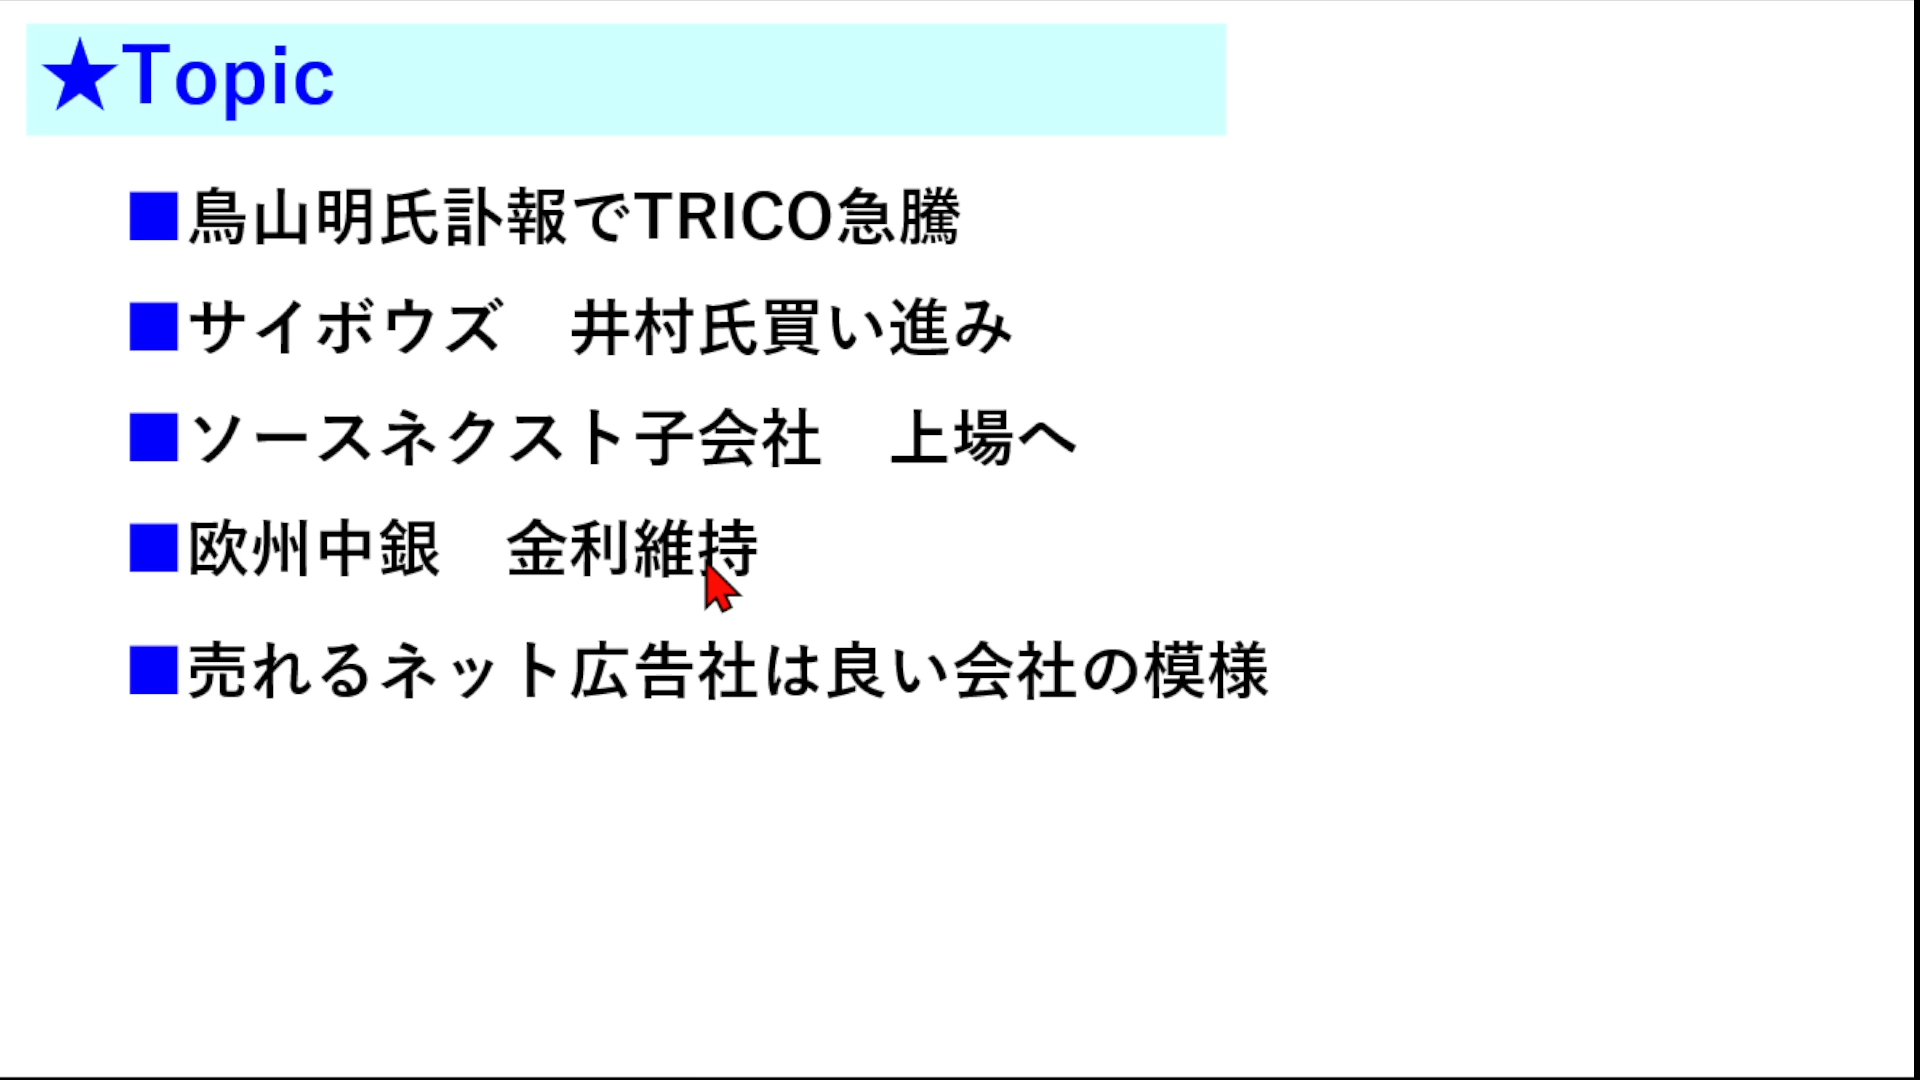 ★Topic
■鳥山明氏訃報でTRICO急騰
■サイボウズ　井村氏買い進み
■ソースネクスト子会社　上場へ
■欧州中銀　金利維持
■売れるネット広告社は良い会社の模様